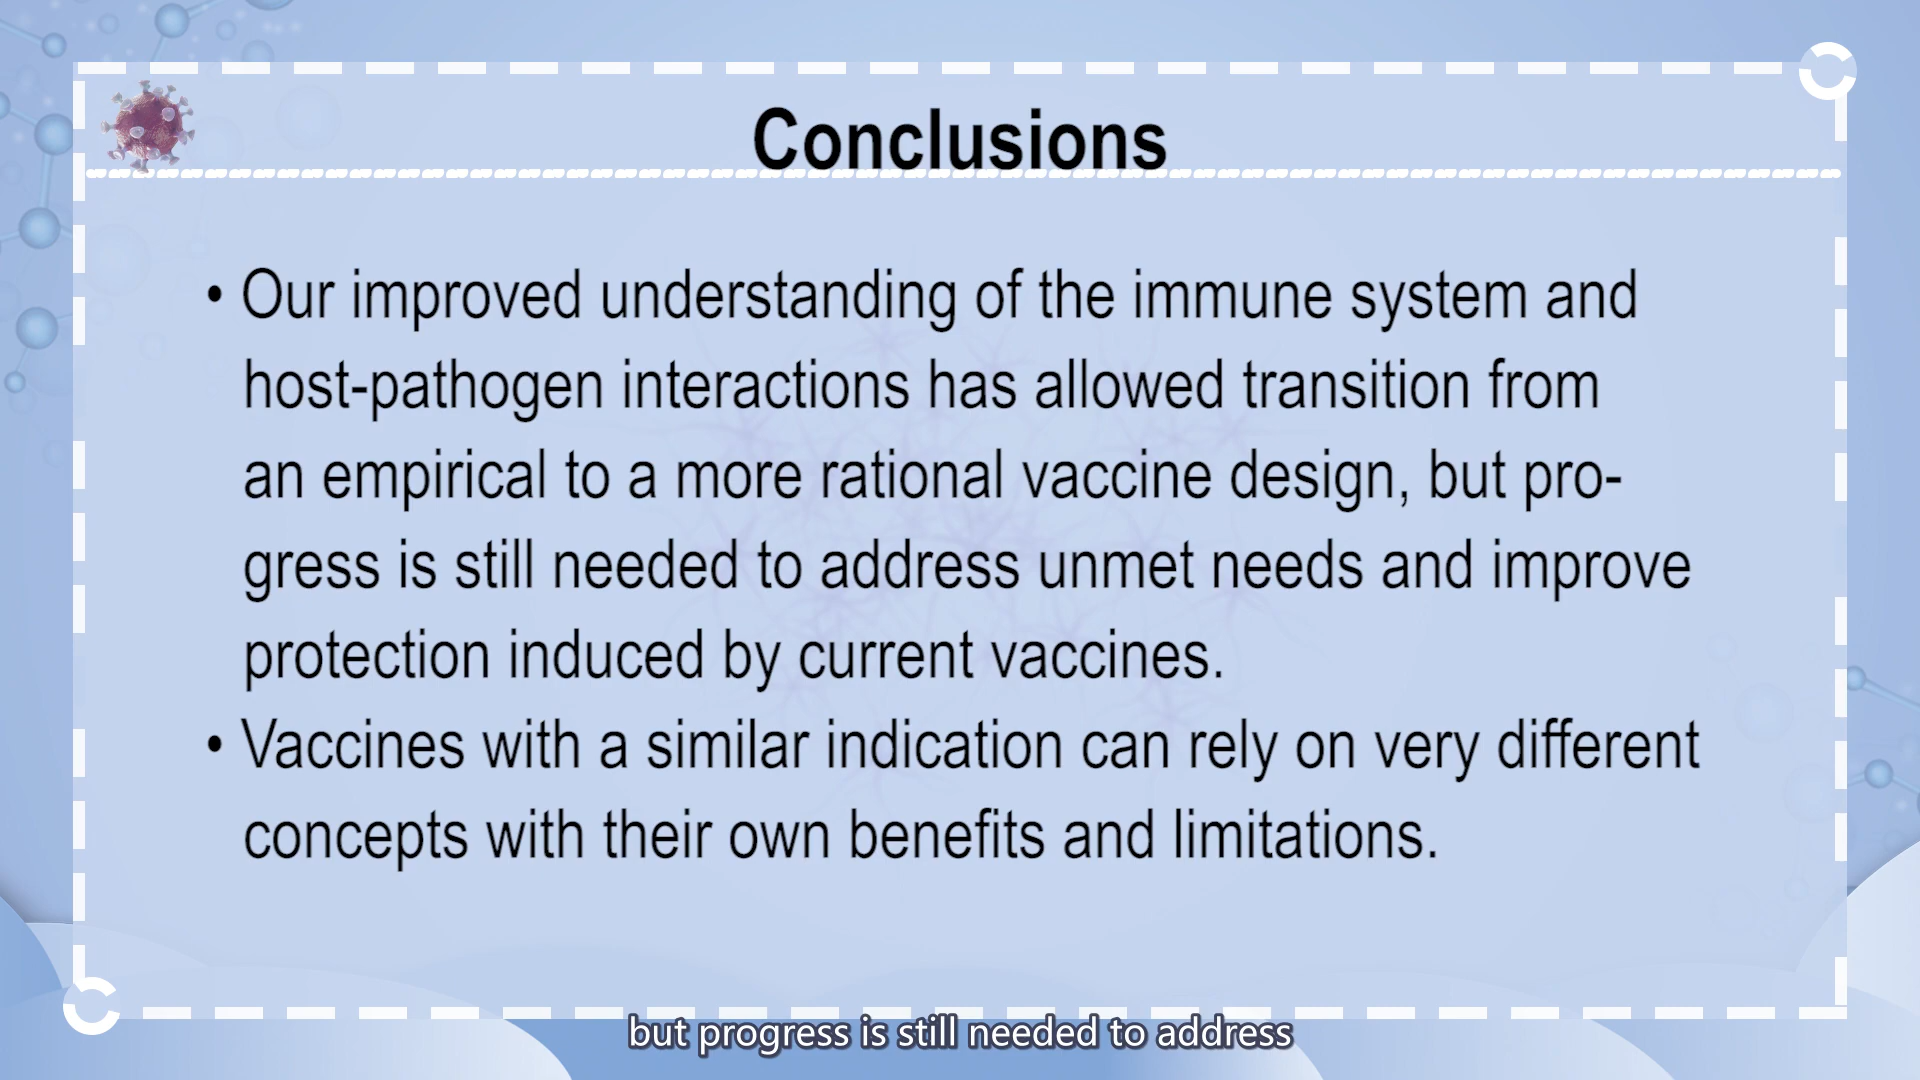 Conclusions
• Our improved understanding of the immune system and
host-pathogen interactions has allowed transition from
an empirical to a more rational vaccine design, but pro-
gress is still needed to address unmet needs and improve
protection induced by current vaccines.
• Vaccines with a similar indication can rely on very different
concepts with their own benefits and limitations.
but progress is still needed to address